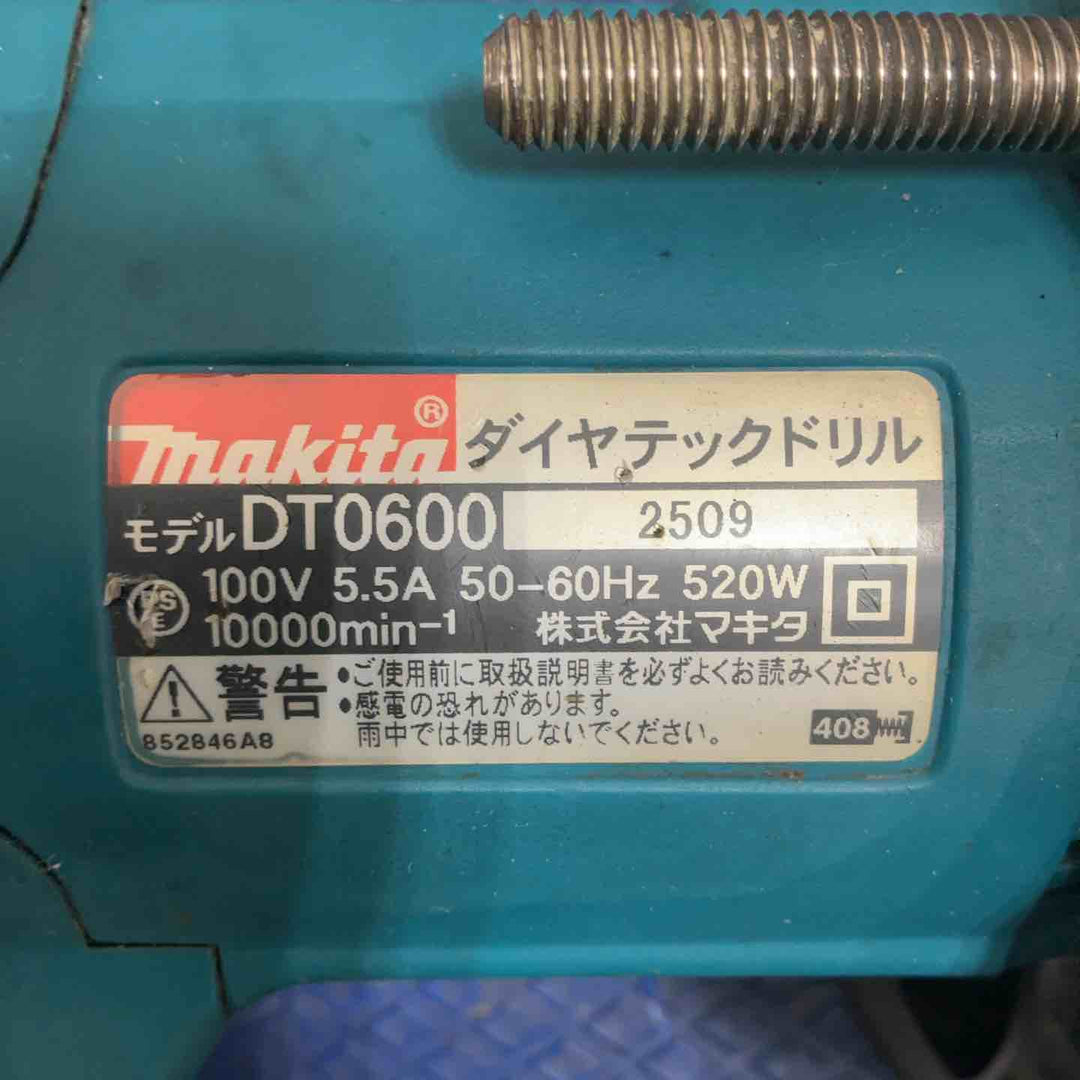 makita® ダイヤテックドリル
モデル DT0600 2509
PSE 100V 5.5A 50-60Hz 520W
10000min-1 株式会社マキタ
警告 •ご使用前に取扱説明書を必ずよくお読みください。
•感電の恐れがあります。
852846A8 雨中では使用しないでください。 408